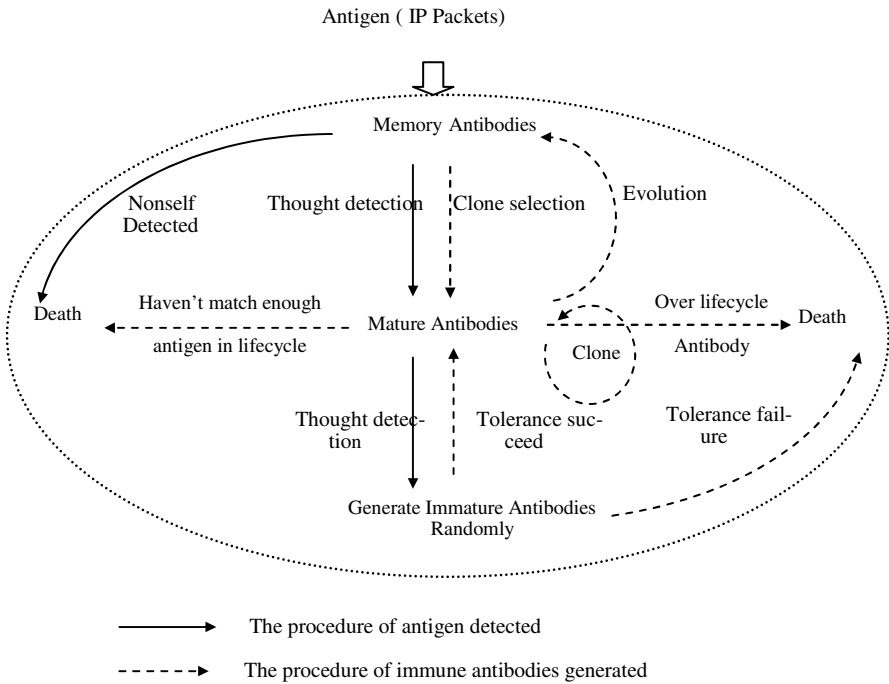 Antigen ( IP Packets)
Memory Antibodies
Nonself
Detected
Thought detection
Clone selection
Evolution
Death
Haven't match enough
antigen in lifecycle
Mature Antibodies
Over lifecycle
Antibody
Death
Clone
Thought detec-
tion
Tolerance suc-
ceed
Tolerance fail-
ure
Generate Immature Antibodies
Randomly
The procedure of antigen detected
The procedure of immune antibodies generated